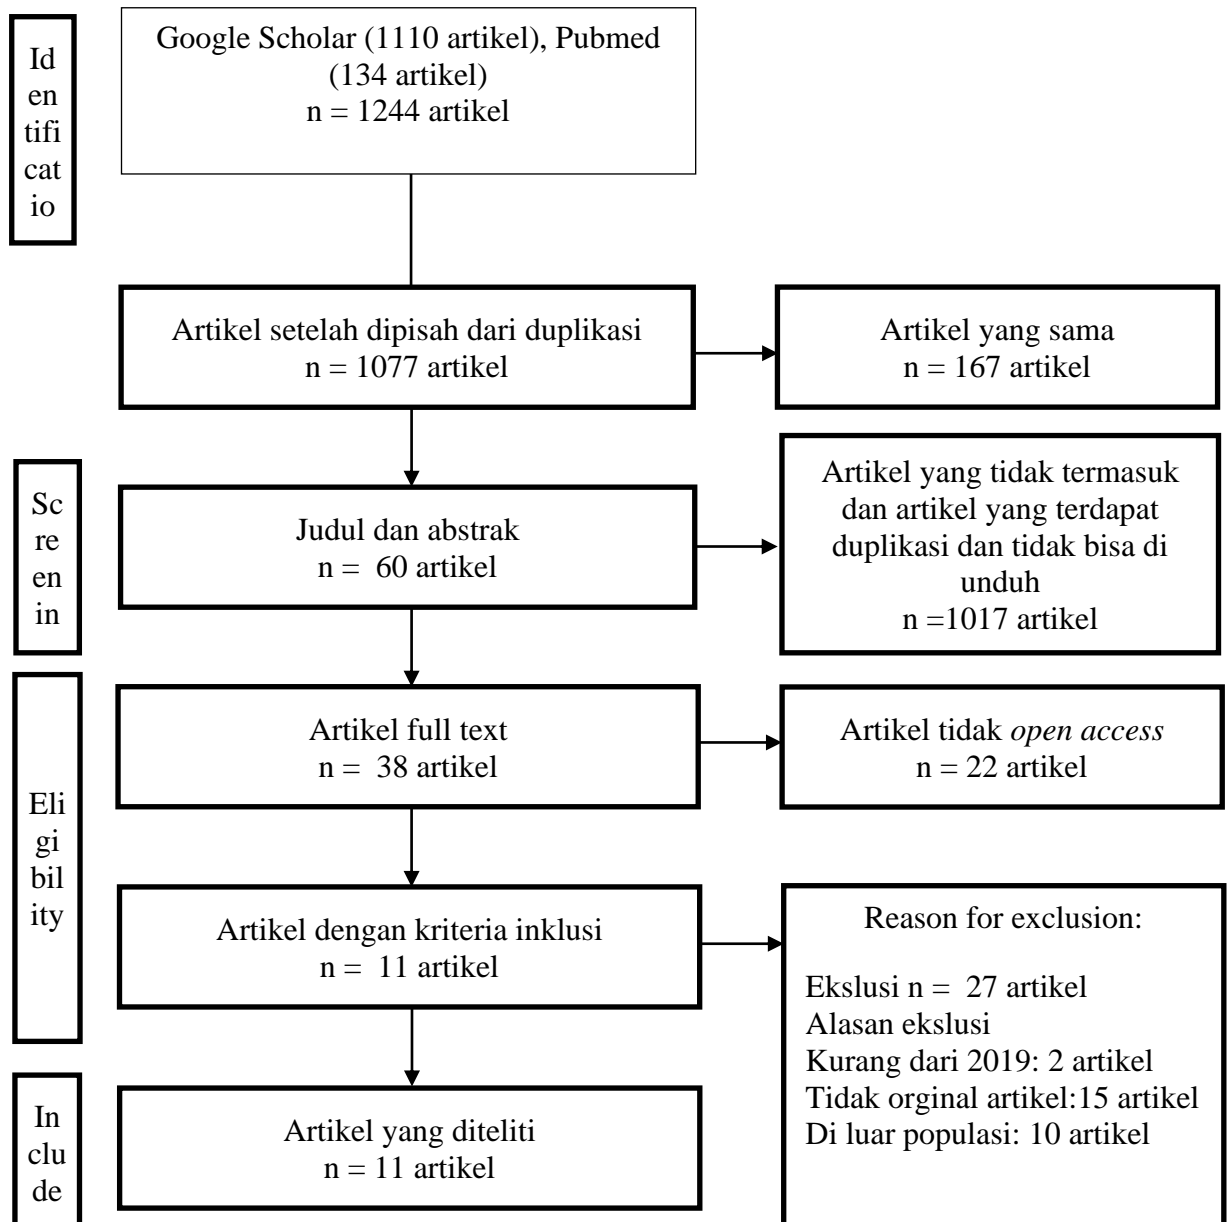 Id
en
tifi
cat
io
Google Scholar (1110 artikel), Pubmed
(134 artikel)
n = 1244 artikel
Artikel setelah dipisah dari duplikasi
n = 1077 artikel
Artikel yang sama
n = 167 artikel
Sc
re
en
in
Judul dan abstrak
n = 60 artikel
Artikel yang tidak termasuk
dan artikel yang terdapat
duplikasi dan tidak bisa di
unduh
n =1017 artikel
Eli
gi
bil
ity
Artikel full text
n = 38 artikel
Artikel tidak open access
n = 22 artikel
Artikel dengan kriteria inklusi
n = 11 artikel
Reason for exclusion:
Ekslusi n = 27 artikel
Alasan ekslusi
Kurang dari 2019: 2 artikel
Tidak orginal artikel:15 artikel
Di luar populasi: 10 artikel
In
clu
de
Artikel yang diteliti
n = 11 artikel